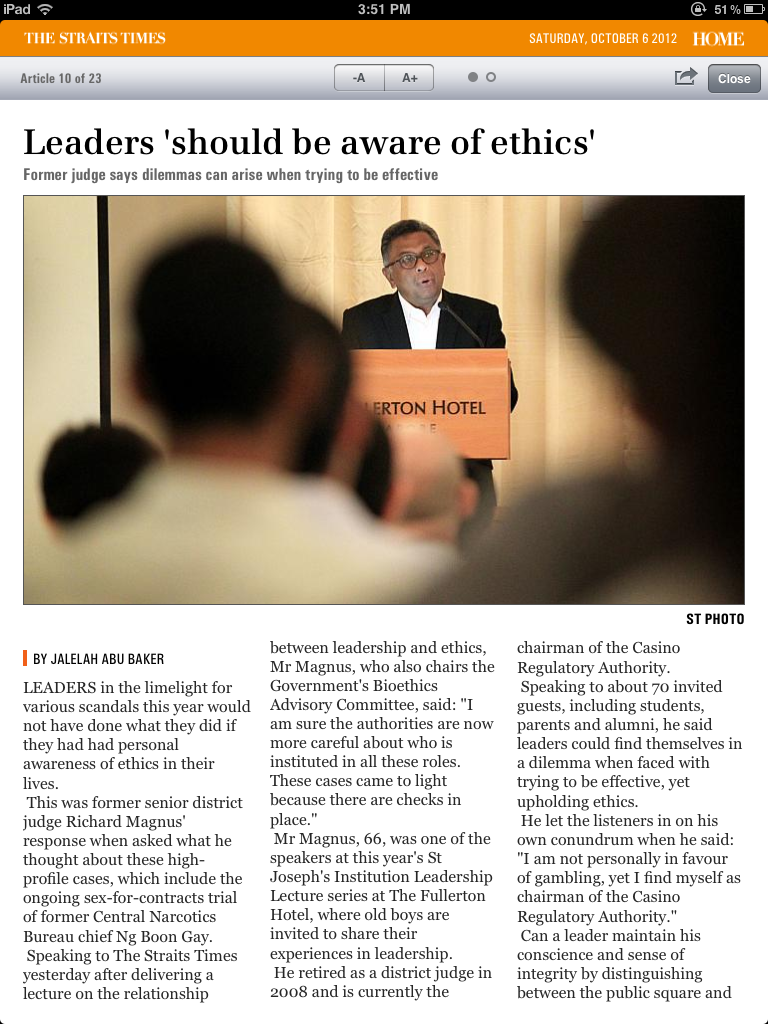 iPad 3:51 PM 51 %
THE STRAITS TIMES SATURDAY, OCTOBER 6 2012 HOME
Article 10 of 23 -A A+ Close
Leaders 'should be aware of ethics'
Former judge says dilemmas can arise when trying to be effective
LERTON HOTEL
ST PHOTO
BY JALELAH ABU BAKER
LEADERS in the limelight for
various scandals this year would
not have done what they did if
they had had personal
awareness of ethics in their
lives.
This was former senior district
judge Richard Magnus'
response when asked what he
thought about these high-
profile cases, which include the
ongoing sex-for-contracts trial
of former Central Narcotics
Bureau chief Ng Boon Gay.
Speaking to The Straits Times
yesterday after delivering a
lecture on the relationship
between leadership and ethics,
Mr Magnus, who also chairs the
Government's Bioethics
Advisory Committee, said: "I
am sure the authorities are now
more careful about who is
instituted in all these roles.
These cases came to light
because there are checks in
place."
Mr Magnus, 66, was one of the
speakers at this year's St
Joseph's Institution Leadership
Lecture series at The Fullerton
Hotel, where old boys are
invited to share their
experiences in leadership.
He retired as a district judge in
2008 and is currently the
chairman of the Casino
Regulatory Authority.
Speaking to about 70 invited
guests, including students,
parents and alumni, he said
leaders could find themselves in
a dilemma when faced with
trying to be effective, yet
upholding ethics.
He let the listeners in on his
own conundrum when he said:
"I am not personally in favour
of gambling, yet I find myself as
chairman of the Casino
Regulatory Authority."
Can a leader maintain his
conscience and sense of
integrity by distinguishing
between the public square and